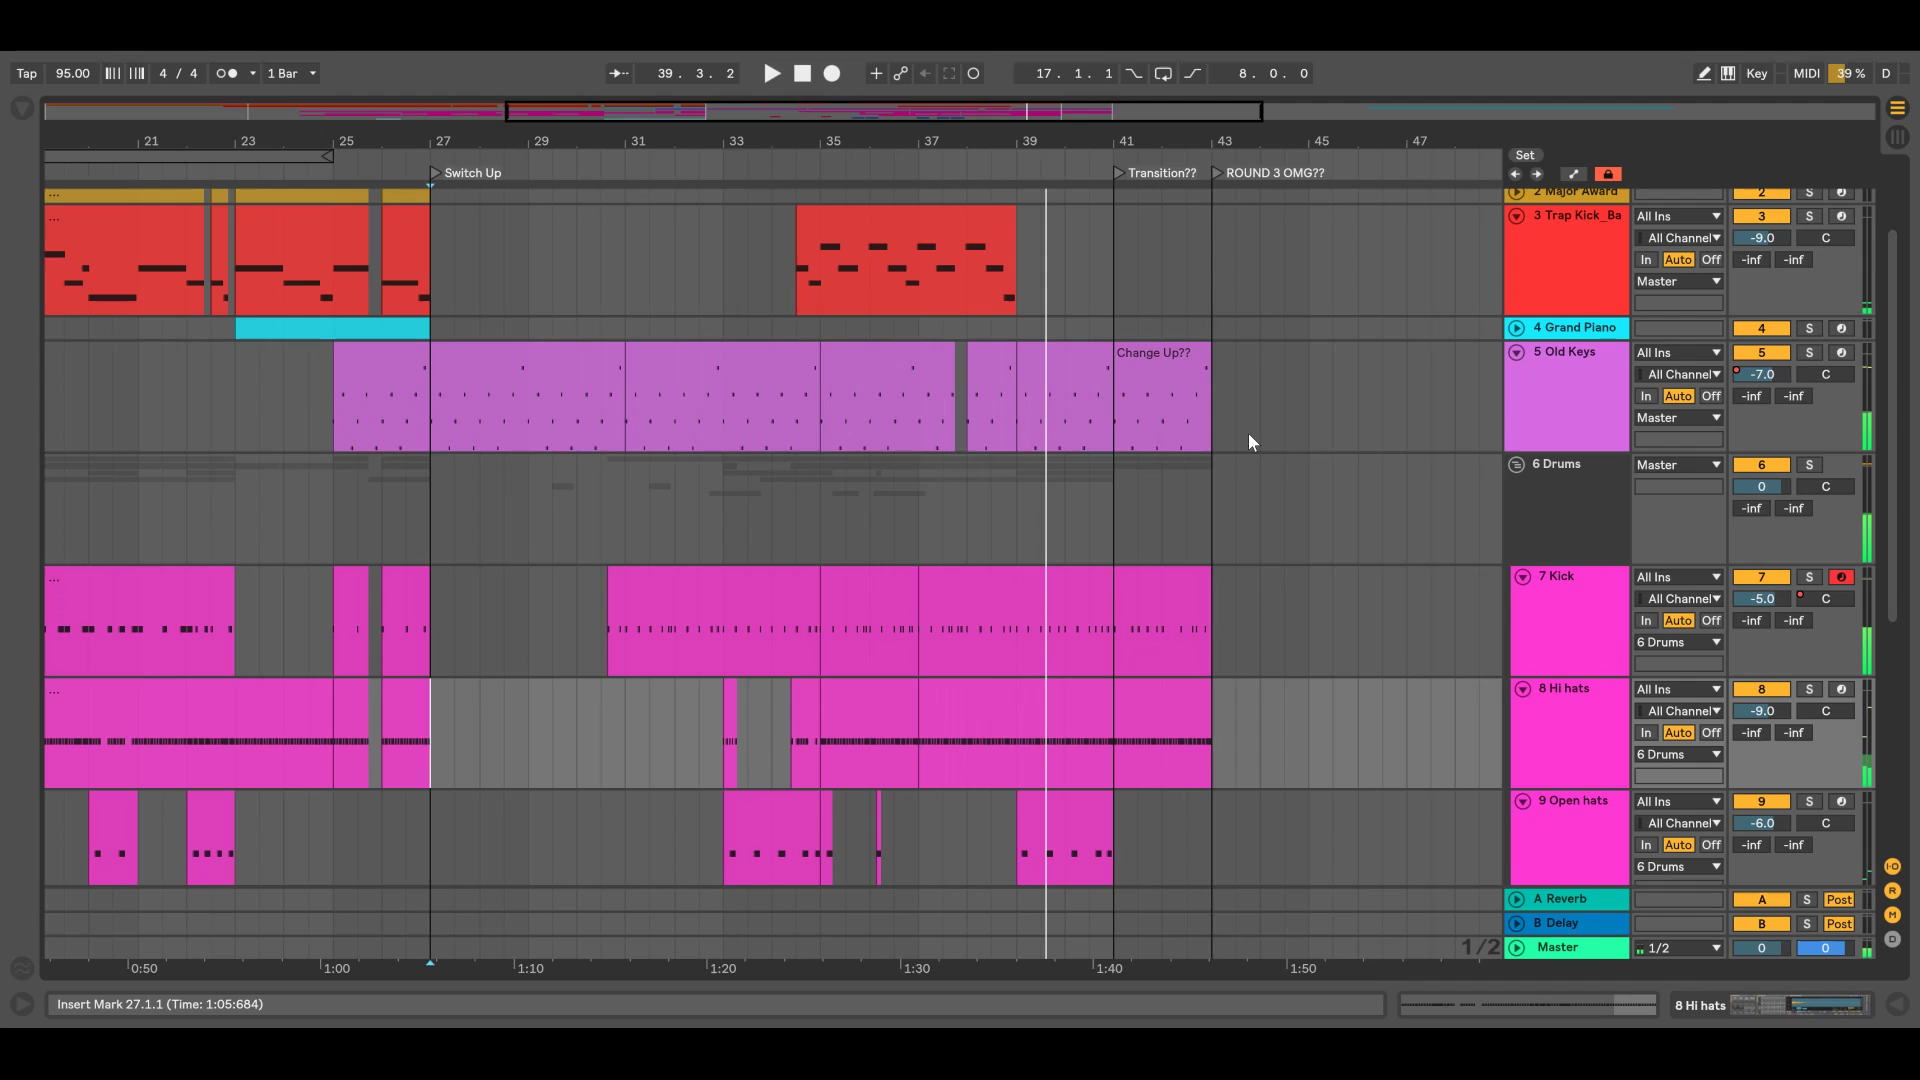 Tap 95.00 4 / 4 1 Bar 39. 3. 2 17. 1. 1 8. 0. 0 Key MIDI 39 % D
21 23 25 27 29 31 33 35 37 39 41 43 45 47
Set
Switch Up Transition?? ROUND 3 OMG??
... 2 Major Award 2 S
... 3 Trap Kick_Ba All Ins 3 S
All Channel -9.0 C
In Auto Off -inf -inf
Master
4 Grand Piano 4 S
Change Up?? 5 Old Keys All Ins 5 S
All Channel -7.0 C
In Auto Off -inf -inf
Master
6 Drums Master 6 S
0 C
-inf -inf
... 7 Kick All Ins 7 S
All Channel -5.0 C
In Auto Off -inf -inf
6 Drums
... 8 Hi hats All Ins 8 S
All Channel -9.0 C
In Auto Off -inf -inf
6 Drums
9 Open hats All Ins 9 S
All Channel -6.0 C
In Auto Off -inf -inf
6 Drums
I·O
R
M
D
A Reverb A S Post
B Delay B S Post
1/2 Master 1/2 0 0
0:50 1:00 1:10 1:20 1:30 1:40 1:50
Insert Mark 27.1.1 (Time: 1:05:684) 8 Hi hats